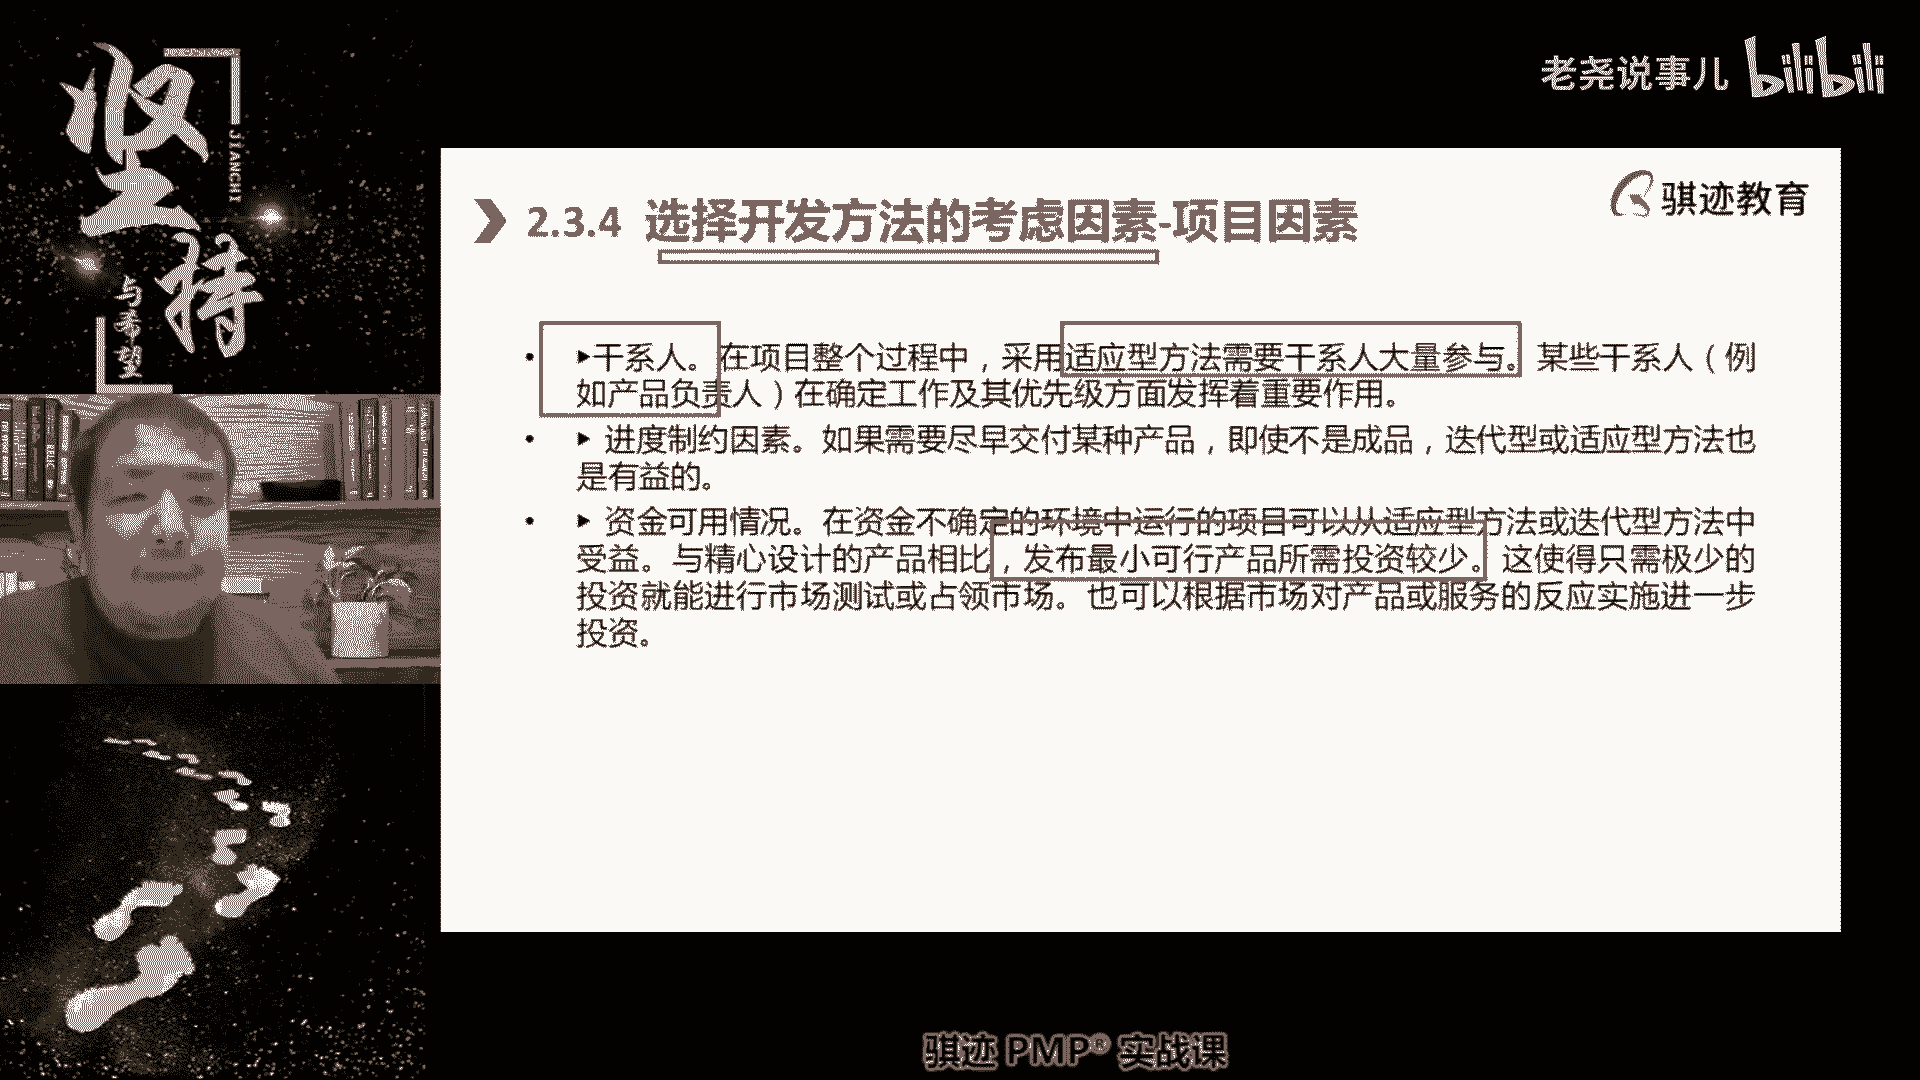 坚持
JIANCHI
与希望
老尧说事儿 bilibili
骐迹教育
2.3.4 选择开发方法的考虑因素-项目因素
• ▶干系人。在项目整个过程中，采用适应型方法需要干系人大量参与。某些干系人（例
如产品负责人）在确定工作及其优先级方面发挥着重要作用。
• ▶ 进度制约因素。如果需要尽早交付某种产品，即使不是成品，迭代型或适应型方法也
是有益的。
• ▶ 资金可用情况。在资金不确定的环境中运行的项目可以从适应型方法或迭代型方法中
受益。与精心设计的产品相比，发布最小可行产品所需投资较少。这使得只需极少的
投资就能进行市场测试或占领市场。也可以根据市场对产品或服务的反应实施进一步
投资。
骐迹 PMP® 实战课